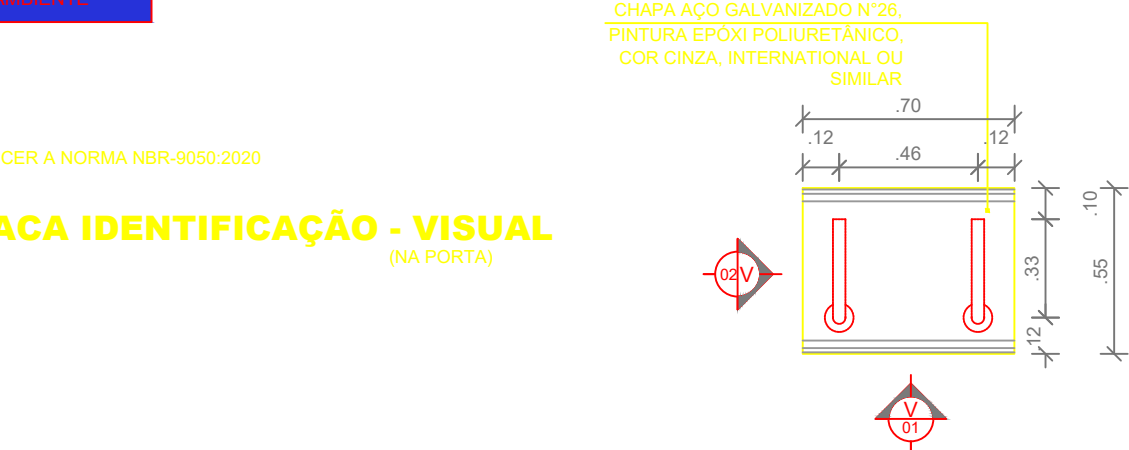 AMBIENTE
CHAPA AÇO GALVANIZADO N°26,
PINTURA EPÓXI POLIURETÂNICO,
COR CINZA, INTERNATIONAL OU
SIMILAR
.70
.12
.46
.12
CER A NORMA NBR-9050:2020
ACA IDENTIFICAÇÃO - VISUAL
(NA PORTA)
.10
.33
.55
.12
02
V
V
01